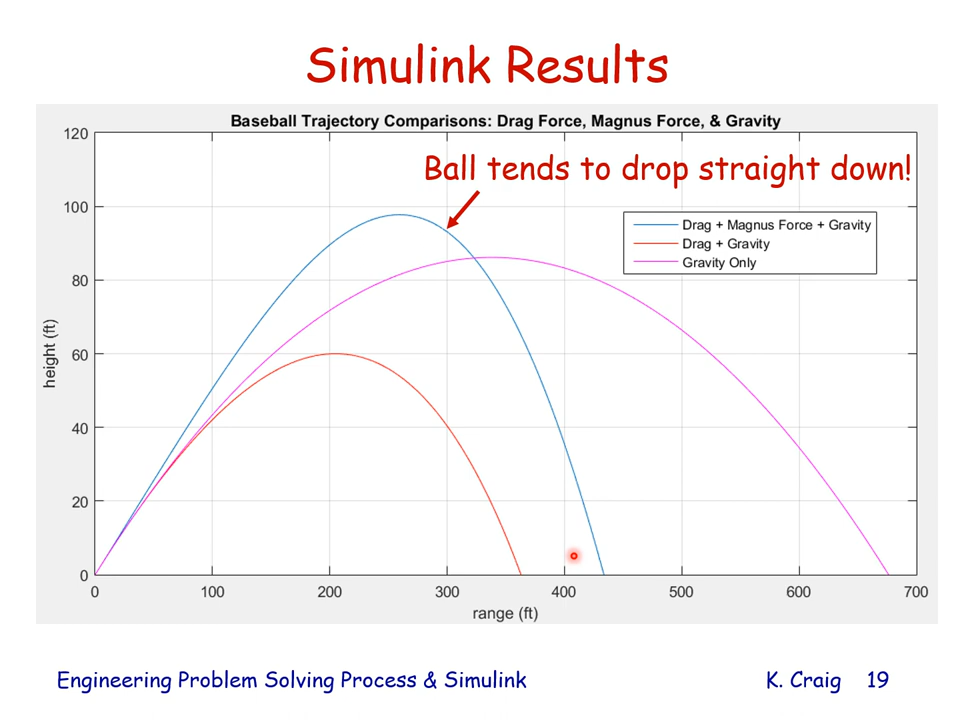 Simulink Results
Baseball Trajectory Comparisons: Drag Force, Magnus Force, & Gravity
Ball tends to drop straight down!
Drag + Magnus Force + Gravity
Drag + Gravity
Gravity Only
height (ft)
120
100
80
60
40
20
0
0 100 200 300 400 500 600 700
range (ft)
Engineering Problem Solving Process & Simulink K. Craig 19